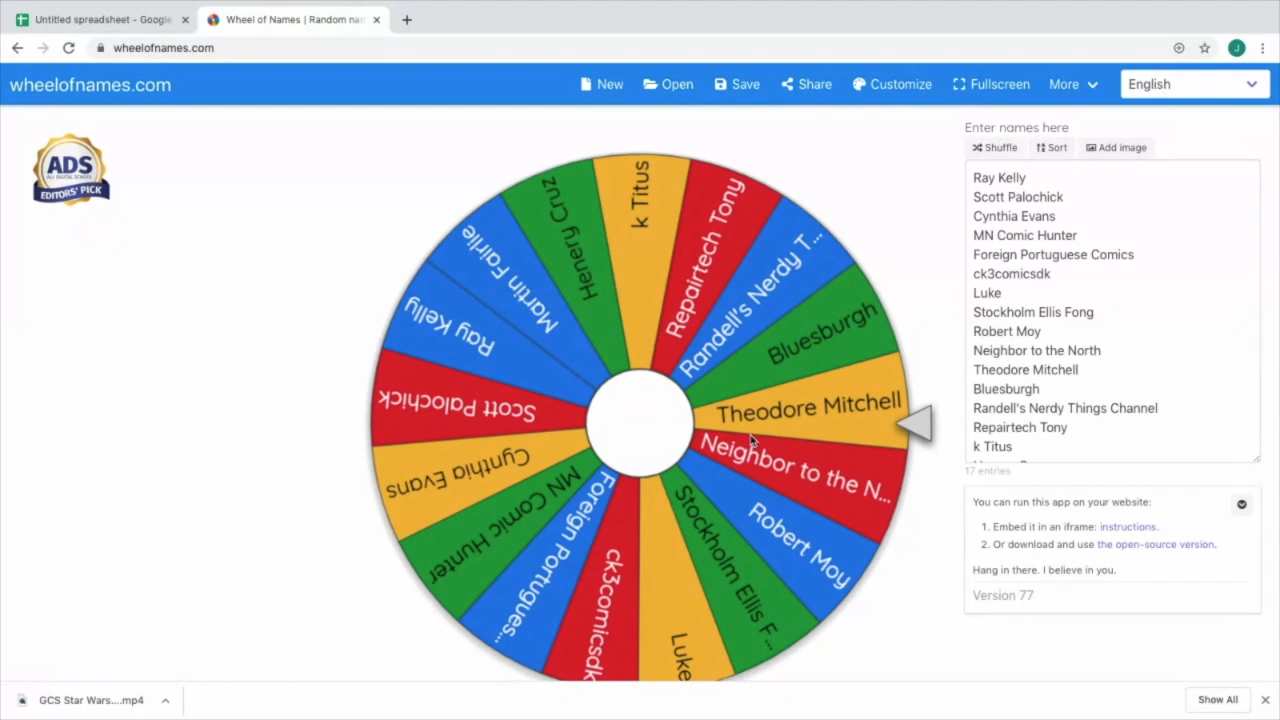 Untitled spreadsheet - Google
Wheel of Names | Random nam
wheelofnames.com
J
wheelofnames.com
New
Open
Save
Share
Customize
Fullscreen
More
English
ADS
ALL DIGITAL SCHOOL
EDITORS' PICK
Enter names here
Shuffle
Sort
Add image
Ray Kelly
Scott Palochick
Cynthia Evans
MN Comic Hunter
Foreign Portuguese Comics
ck3comicsdk
Luke
Stockholm Ellis Fong
Robert Moy
Neighbor to the North
Theodore Mitchell
Bluesburgh
Randell's Nerdy Things Channel
Repairtech Tony
k Titus
17 entries
k Titus
Repairtech Tony
Randell's Nerdy T...
Bluesburgh
Theodore Mitchell
Neighbor to the N...
Robert Moy
Stockholm Ellis F...
Luke
ck3comicsdk
Foreign Portugues...
MN Comic Hunter
Cynthia Evans
Scott Palochick
Ray Kelly
Martin Fairlie
Henery Cruz
You can run this app on your website:
1. Embed it in an iframe: instructions.
2. Or download and use the open-source version.
Hang in there. I believe in you.
Version 77
GCS Star Wars....mp4
Show All